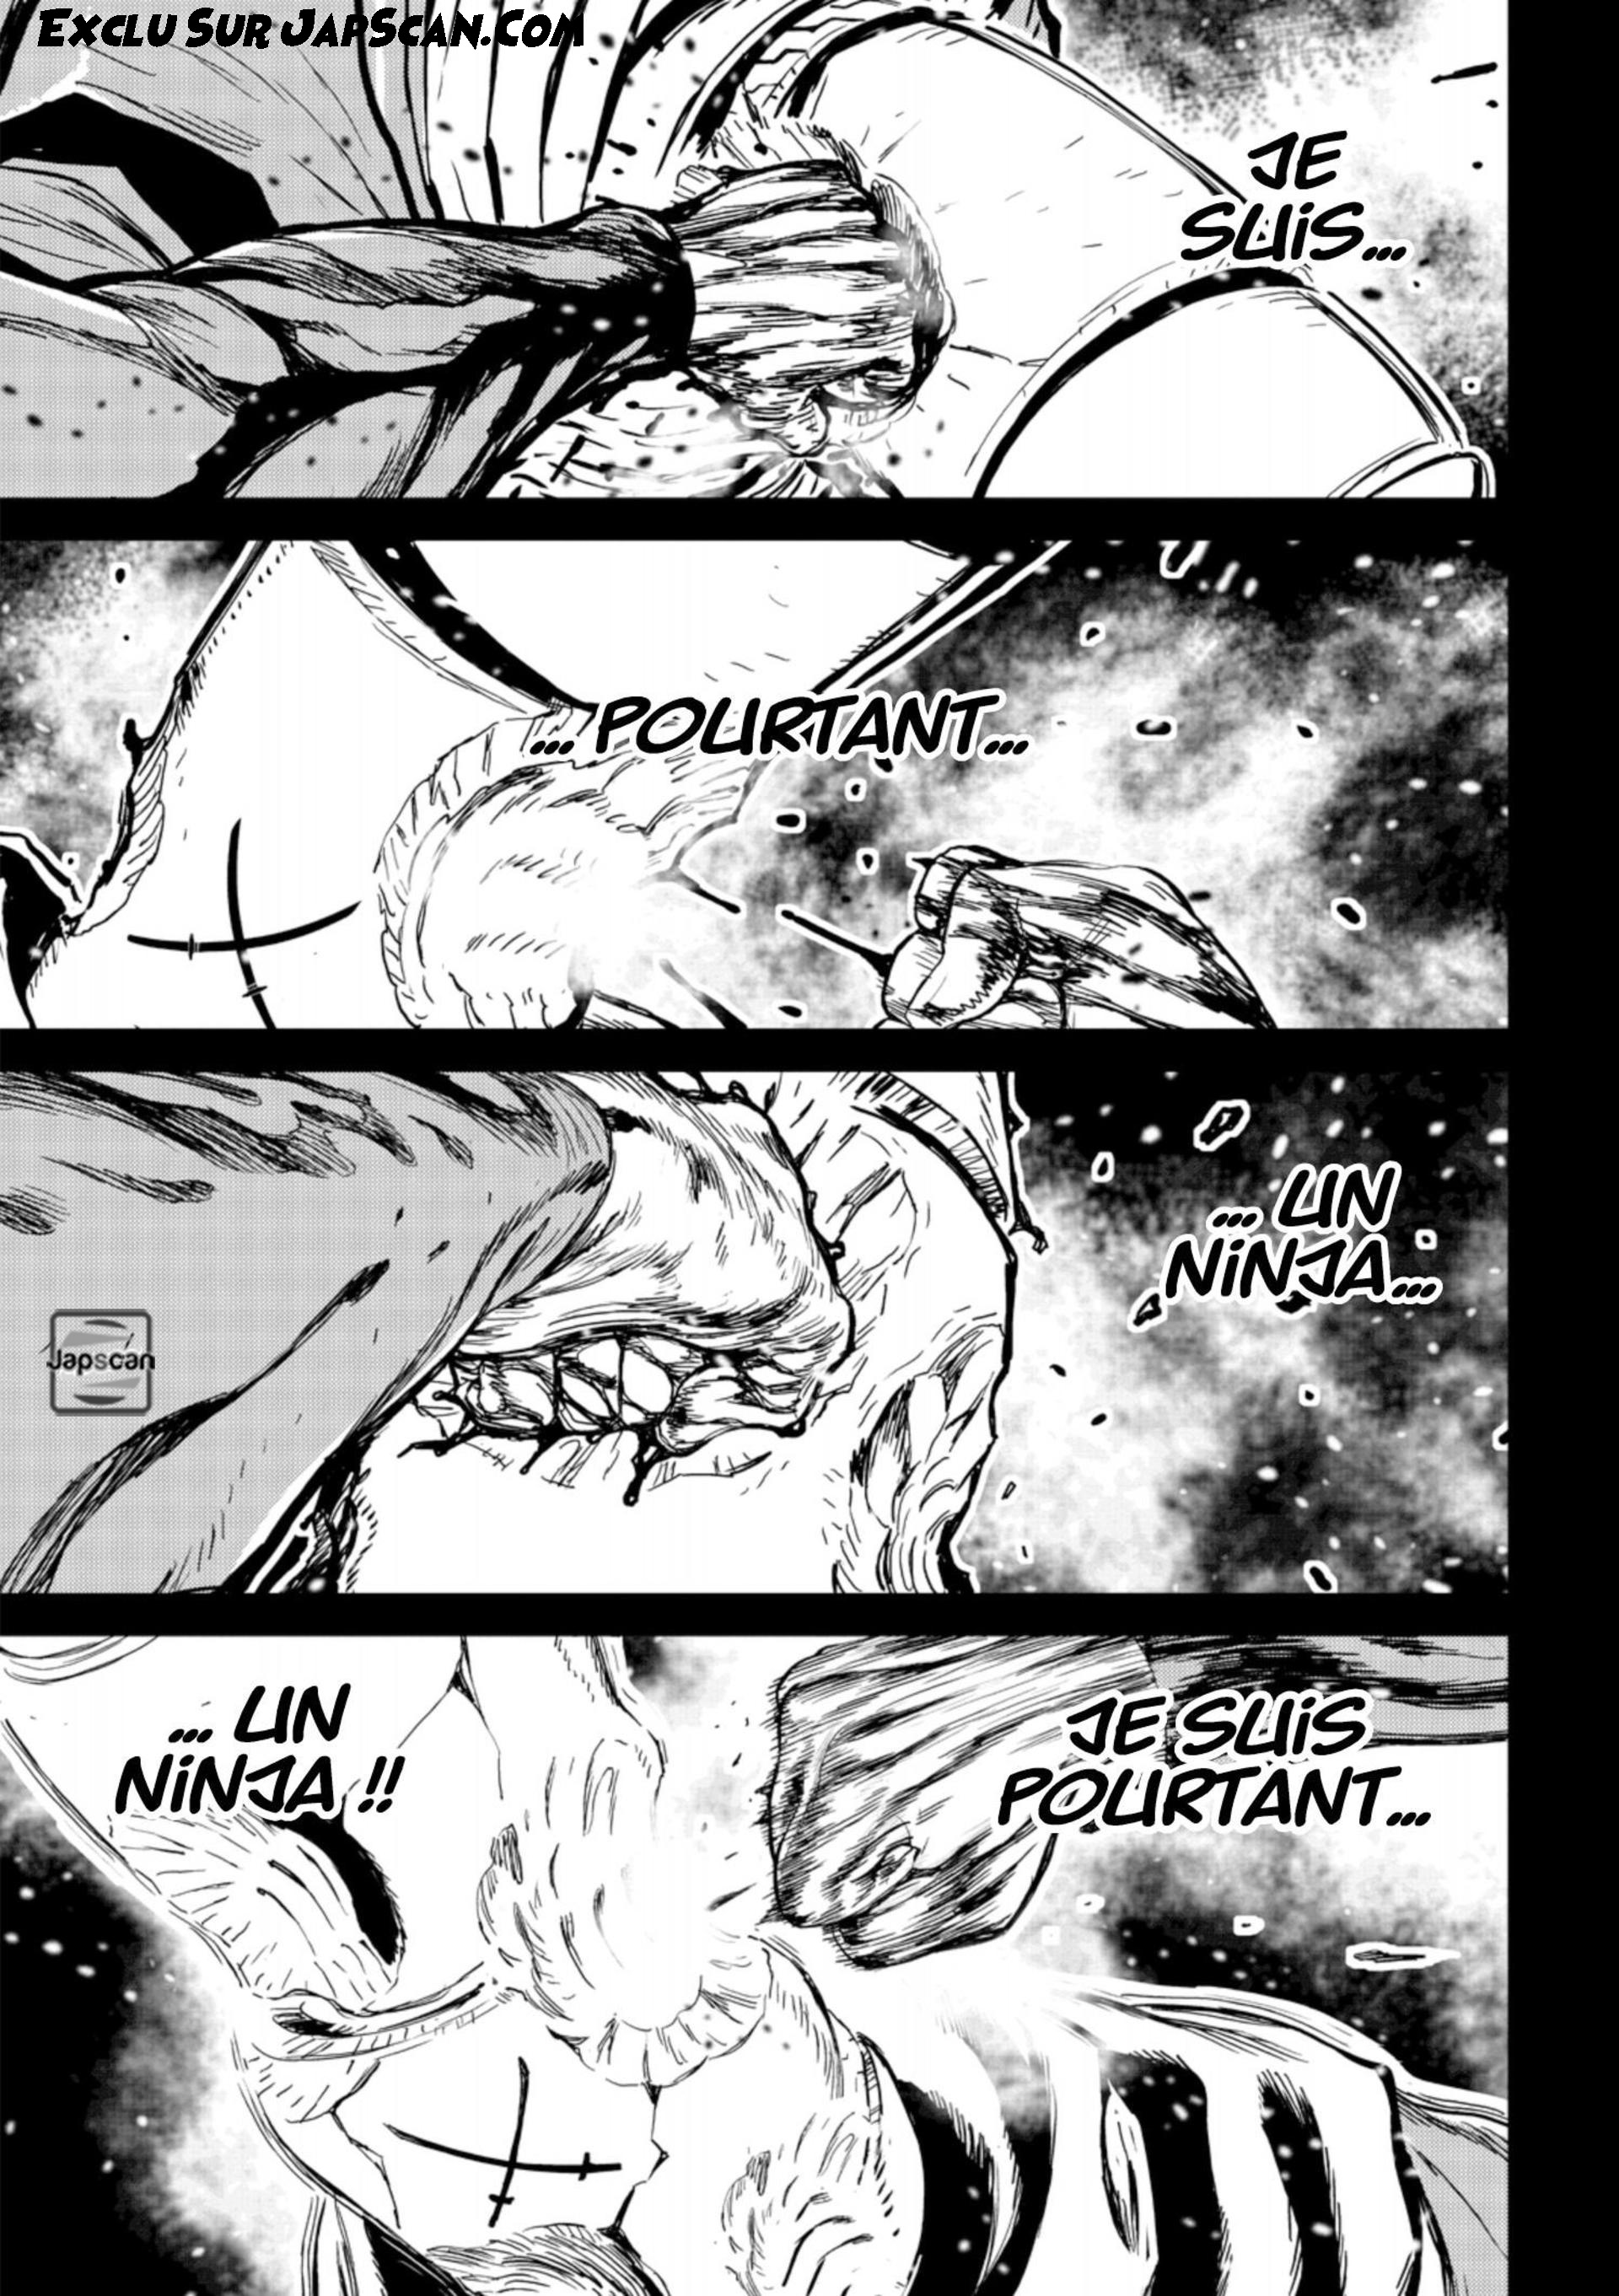 EXCLU SUR JAPSCAN.COM
JE
SUIS...
... POURTANT...
... UN
NINJA...
Japscan
JE SUIS
POURTANT...
... UN
NINJA !!